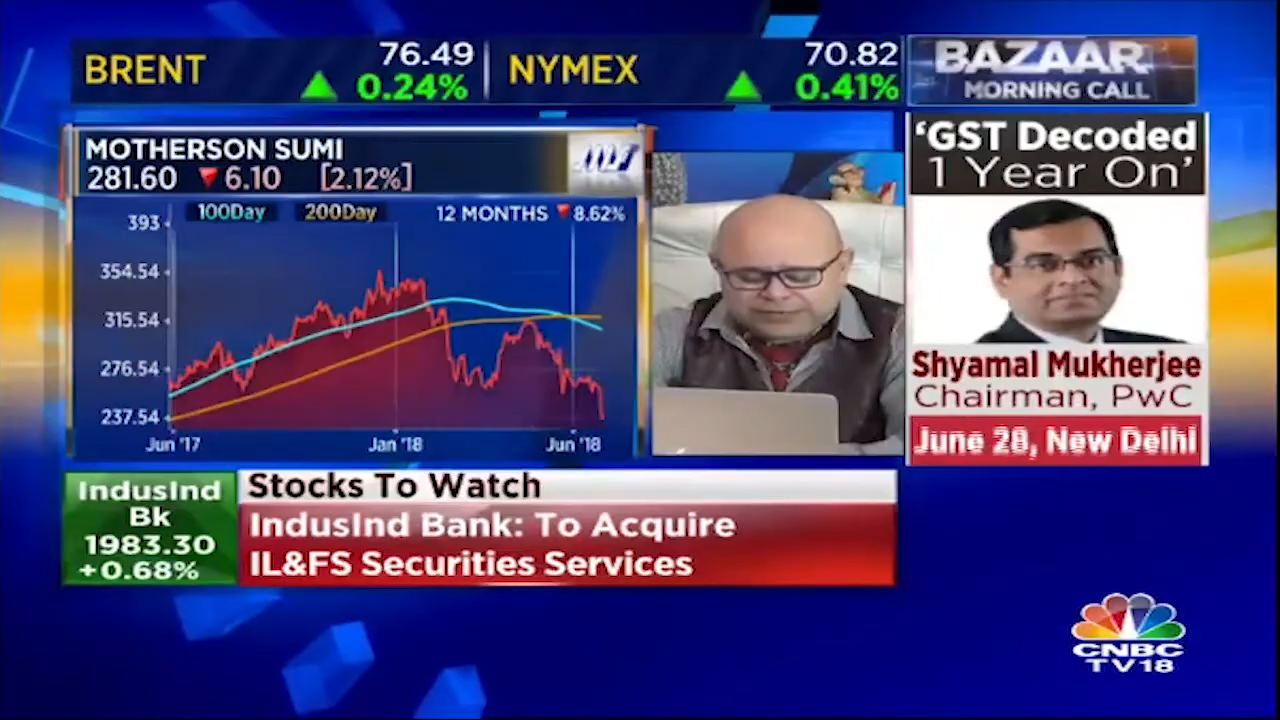 BRENT
76.49
0.24%
NYMEX
70.82
0.41%
BAZAAR
MORNING CALL
MOTHERSON SUMI
281.60
6.10
[2.12%]
100Day
200Day
12 MONTHS
8.62%
393
354.54
315.54
276.54
237.54
Jun '17
Jan '18
Jun '18
‘GST Decoded
1 Year On’
Shyamal Mukherjee
Chairman, PwC
June 28, New Delhi
IndusInd
Bk
1983.30
+0.68%
Stocks To Watch
IndusInd Bank: To Acquire
IL&FS Securities Services
CNBC
TV18